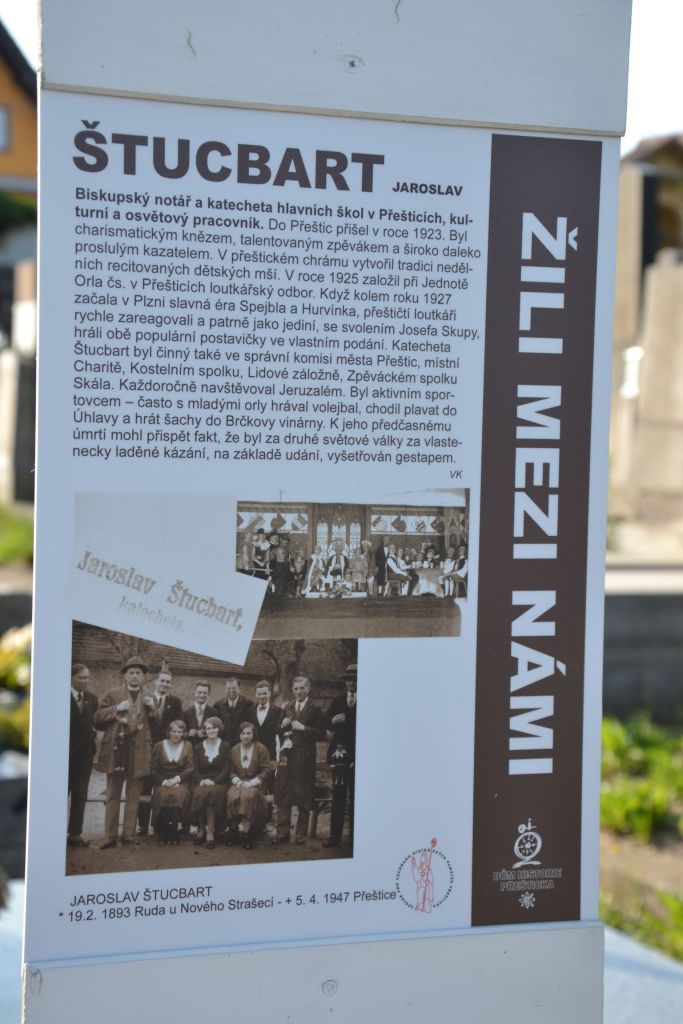 ŠTUCBART JAROSLAV
Biskupský notář a katecheta hlavních škol v Přešticích, kul-
turní a osvětový pracovník. Do Přeštic přišel v roce 1923. Byl
charismatickým knězem, talentovaným zpěvákem a široko daleko
proslulým kazatelem. V přeštickém chrámu vytvořil tradici neděl-
ních recitovaných dětských mší. V roce 1925 založil při Jednotě
Orla čs. v Přešticích loutkářský odbor. Když kolem roku 1927
začala v Plzni slavná éra Spejbla a Hurvínka, přeštičtí loutkáři
rychle zareagovali a patrně jako jediní, se svolením Josefa Skupy,
hráli obě populární postavičky ve vlastním podání. Katecheta
Štucbart byl činný také ve správní komisi města Přeštic, místní
Charitě, Kostelním spolku, Lidové záložně, Zpěváckém spolku
Skála. Každoročně navštěvoval Jeruzalém. Byl aktivním spor-
tovcem – často s mladými orly hrával volejbal, chodil plavat do
Úhlavy a hrát šachy do Brčkovy vinárny. K jeho předčasnému
úmrtí mohl přispět fakt, že byl za druhé světové války za vlaste-
necky laděné kázání, na základě udání, vyšetřován gestapem.
VK
Jaroslav Štucbart,
katecheta.
JAROSLAV ŠTUCBART
* 19.2. 1893 Ruda u Nového Strašecí - + 5. 4. 1947 Přeštice
ŽILI MEZI NÁMI
DŮM HISTORIE
PŘEŠTICKA